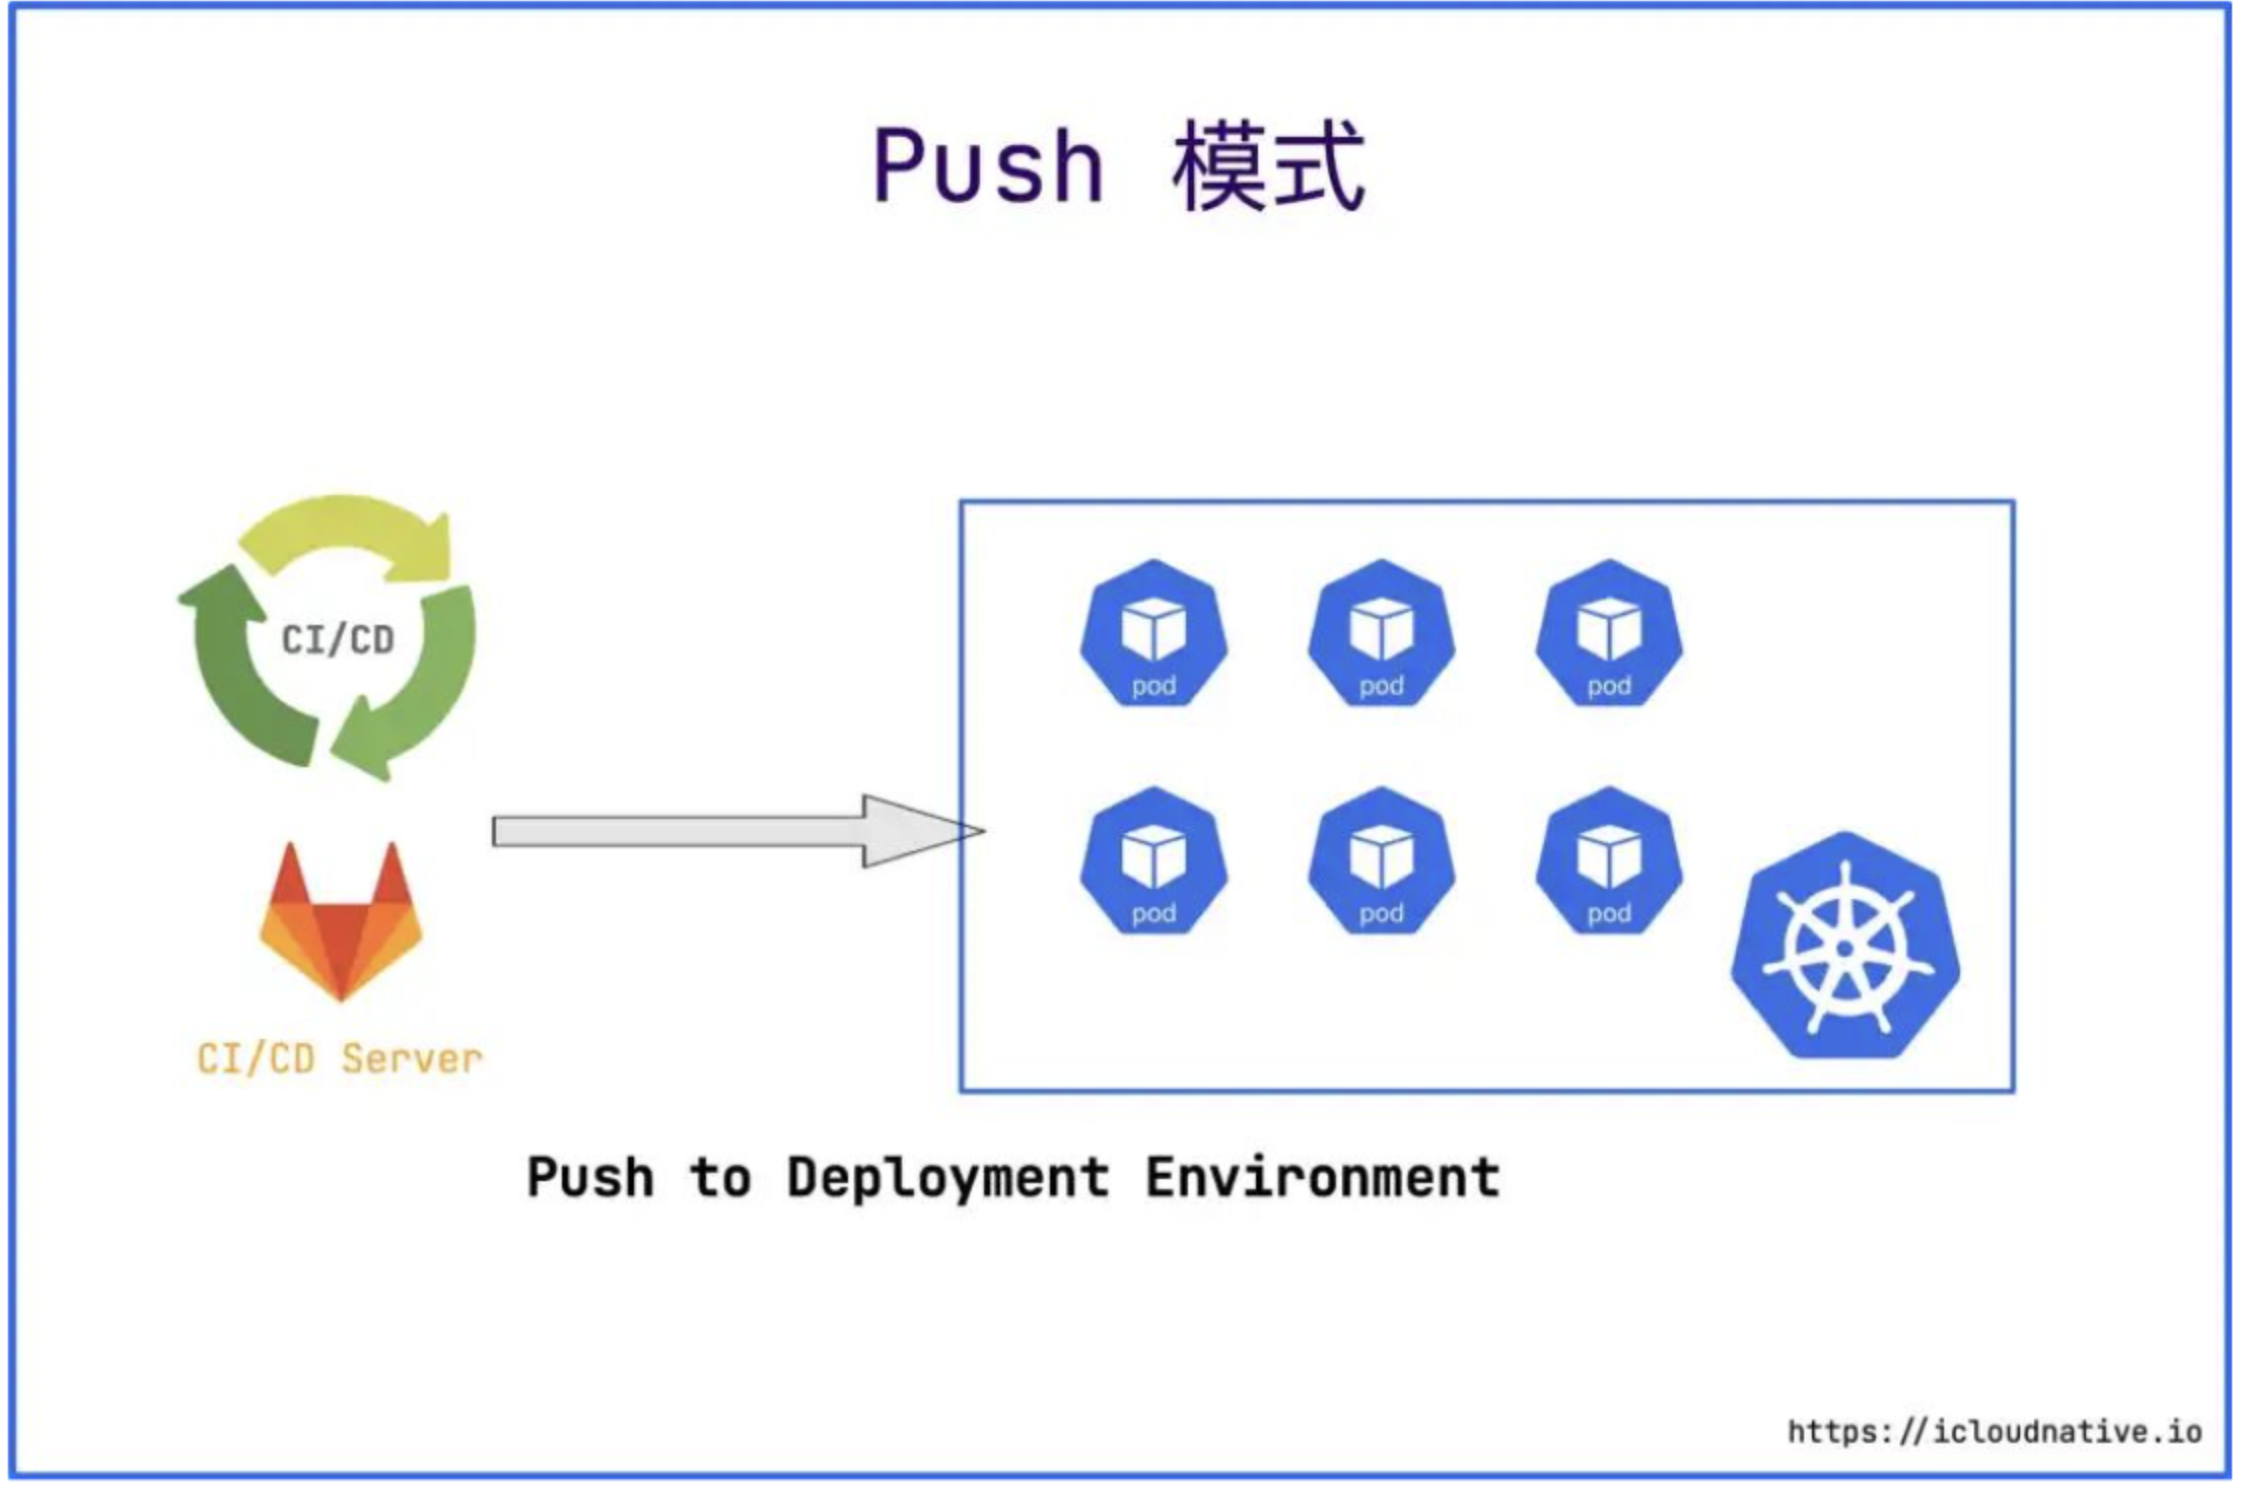 Push 模式
CI/CD
pod
pod
pod
pod
pod
pod
CI/CD Server
Push to Deployment Environment
https://icloudnative.io